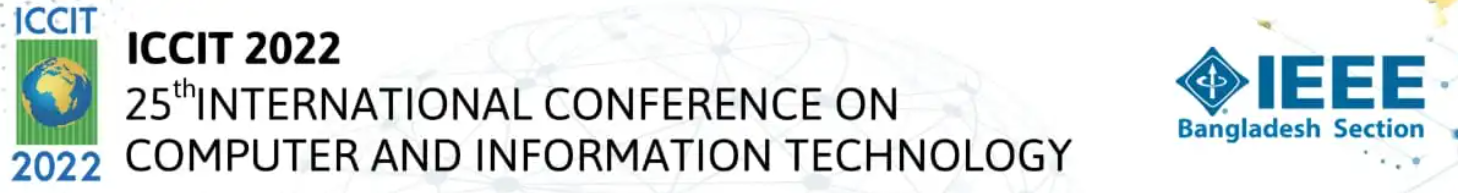 ICCIT
2022
ICCIT 2022
25thINTERNATIONAL CONFERENCE ON
COMPUTER AND INFORMATION TECHNOLOGY
IEEE
Bangladesh Section